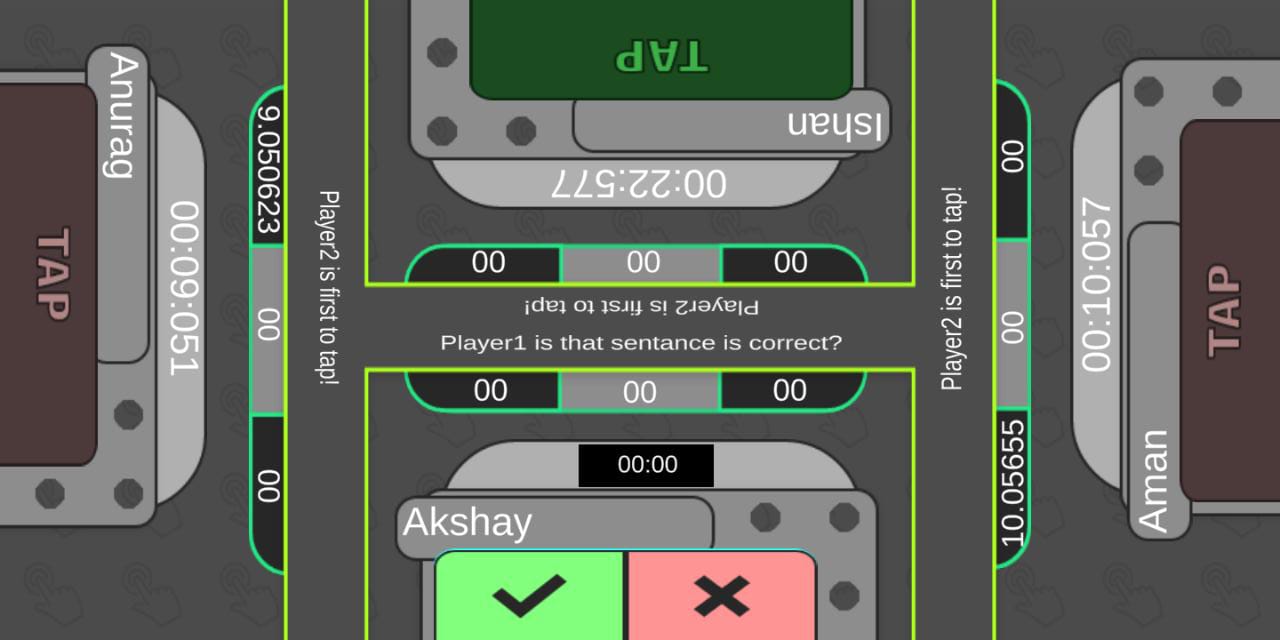 Anurag
TAP
00:09:051
9.050623
00
00
Player2 is first to tap!
TAP
Ishan
00:22:577
00
00
00
Player2 is first to tap!
Player1 is that sentance is correct?
00
00
00
00:00
Akshay
Player2 is first to tap!
00
00
10.05655
00:10:057
Aman
TAP